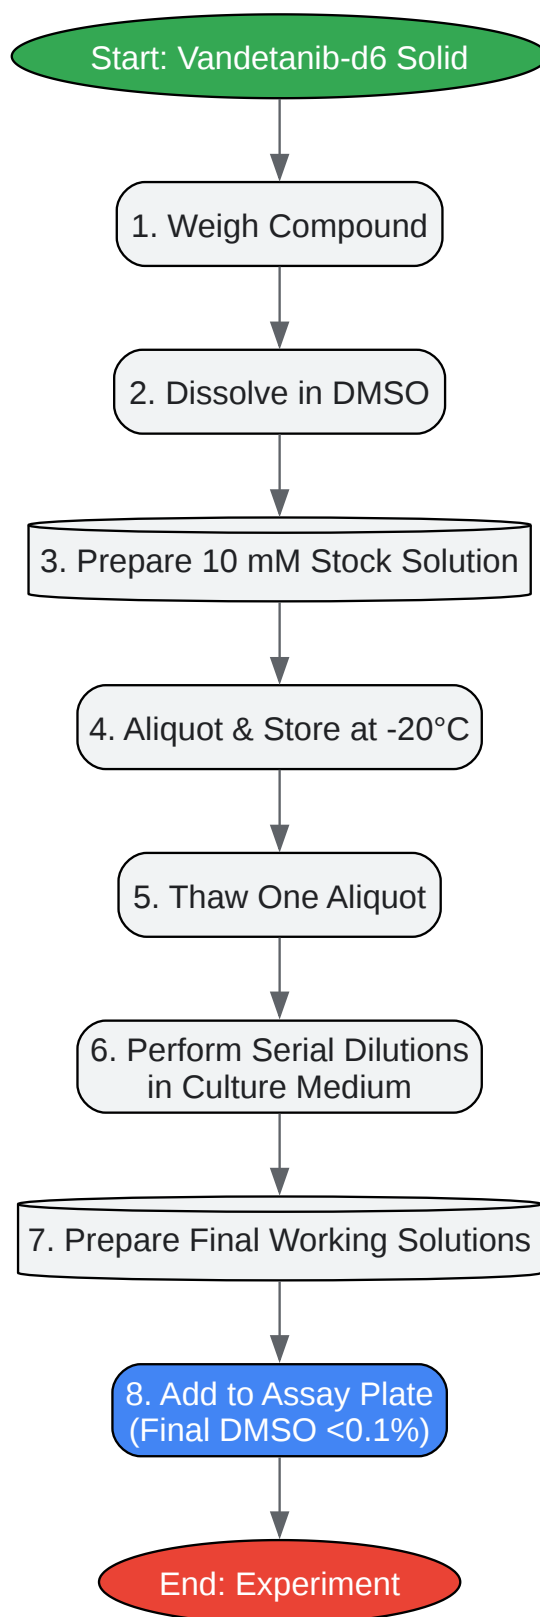 Start: Vandetanib-d6 Solid
1. Weigh Compound
2. Dissolve in DMSO
3. Prepare 10 mM Stock Solution
4. Aliquot & Store at -20°C
5. Thaw One Aliquot
6. Perform Serial Dilutions
in Culture Medium
7. Prepare Final Working Solutions
8. Add to Assay Plate
(Final DMSO <0.1%)
End: Experiment